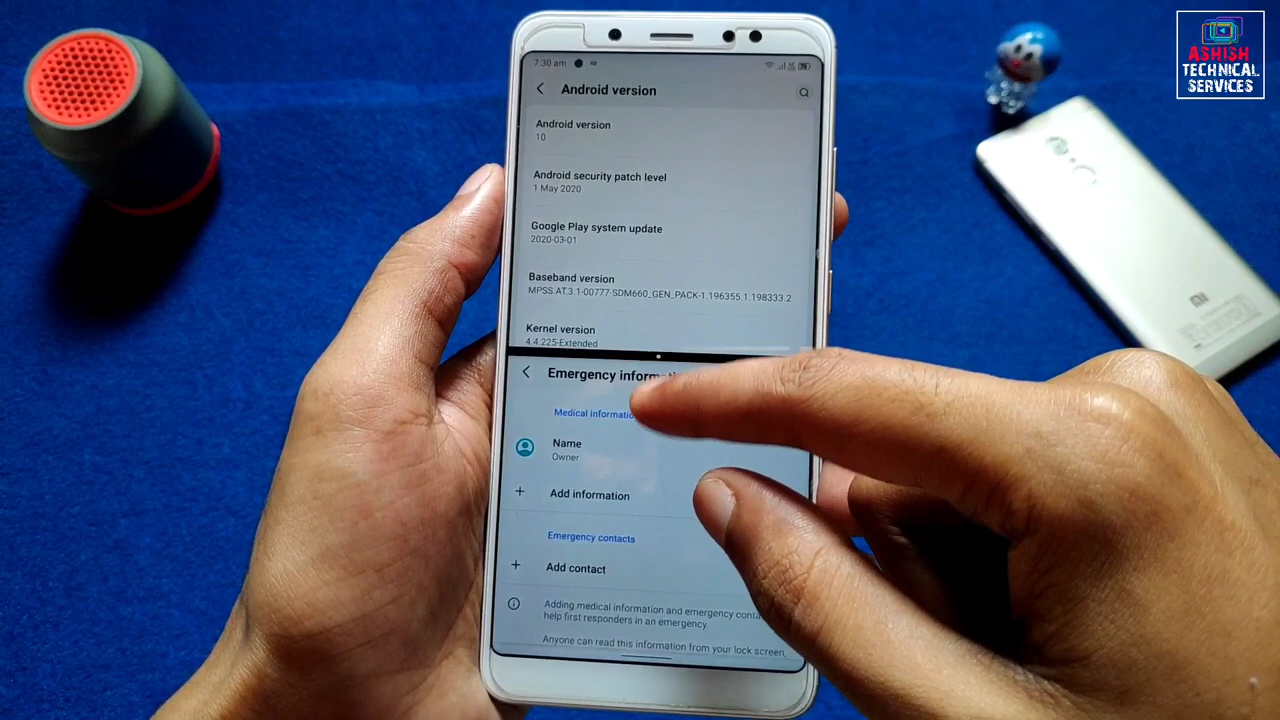 ASHISH
TECHNICAL
SERVICES
7:30 am
Android version
Android version
10
Android security patch level
1 May 2020
Google Play system update
2020-03-01
Baseband version
MPSS.AT.3.1-00777-SDM660_GEN_PACK-1.196355.1.198333.2
Kernel version
4.4.225-Extended
Emergency
Medical
Name
Owner
Add information
Emergency contacts
Add contact
Adding medical information and emergency
help first responders in an emergency.
Anyone can read this information from your lock screen.